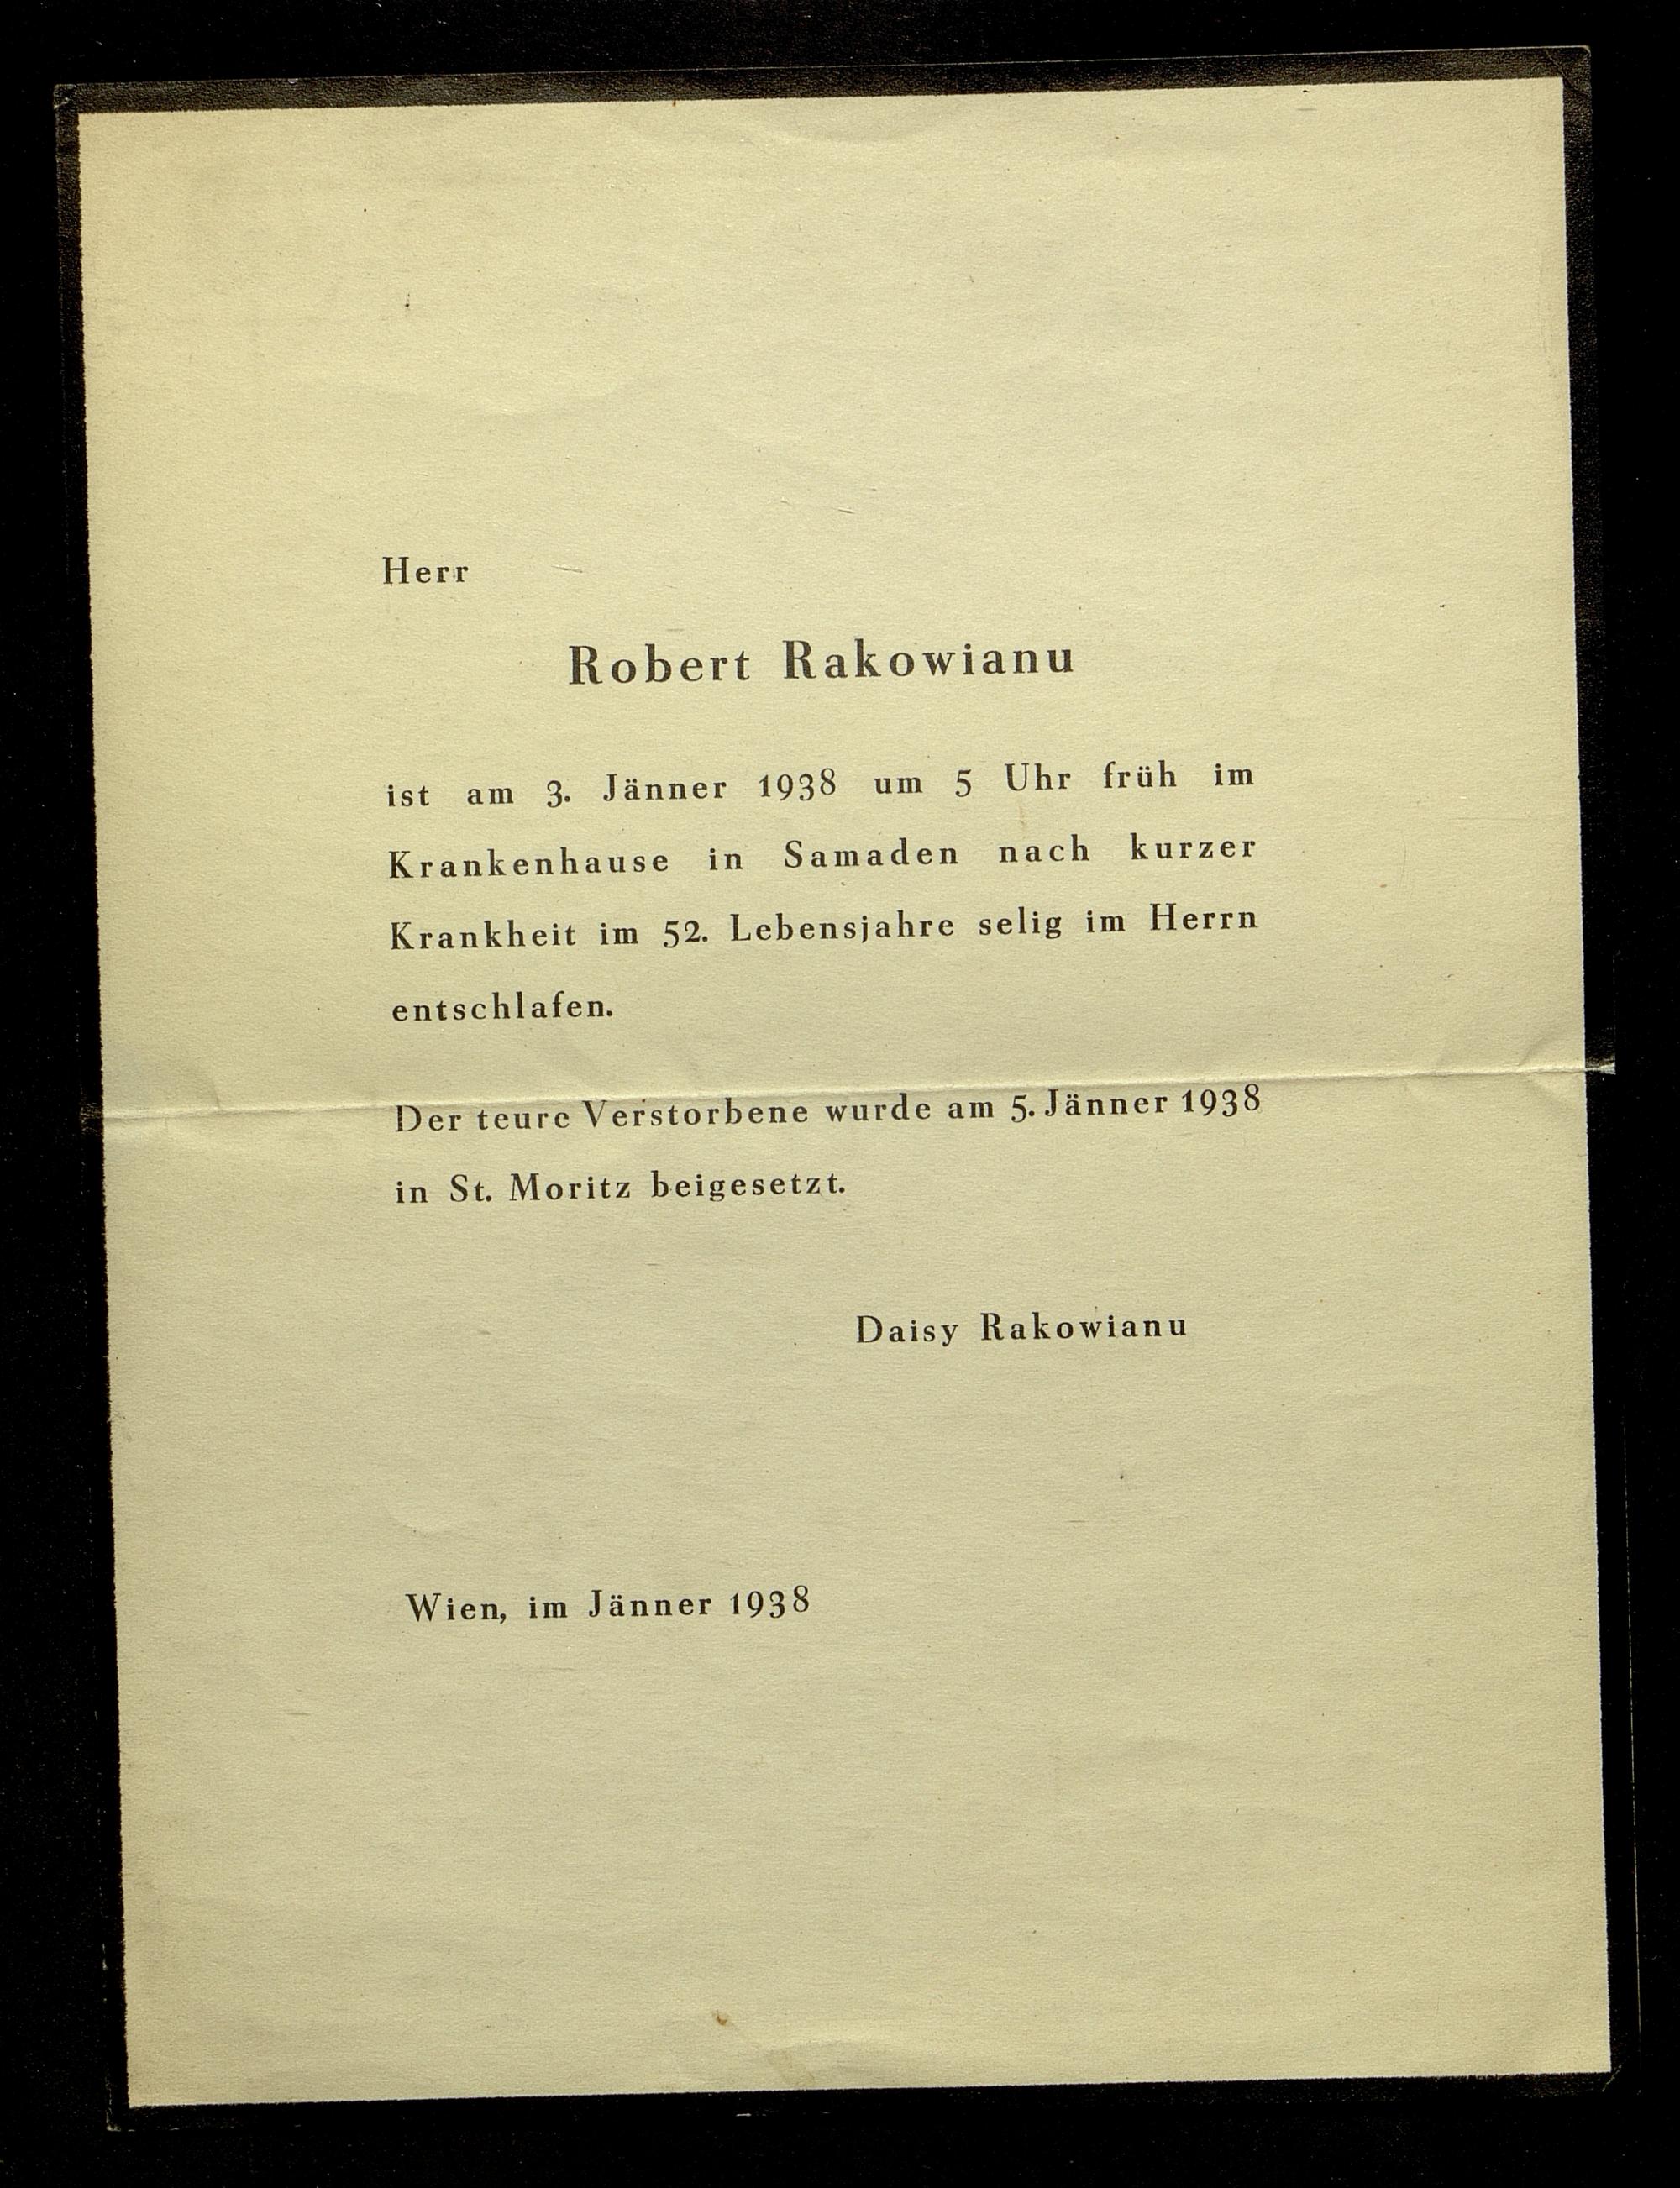 Herr
Robert Rakowianu
ist am 3. Jänner 1938 um 5 Uhr früh im
Krankenhause in Samaden nach kurzer
Krankheit im 52. Lebensjahre selig im Herrn
entschlafen.
Der teure Verstorbene wurde am 5. Jänner 1938
in St. Moritz beigesetzt.
Daisy Rakowianu
Wien, im Jänner 1938